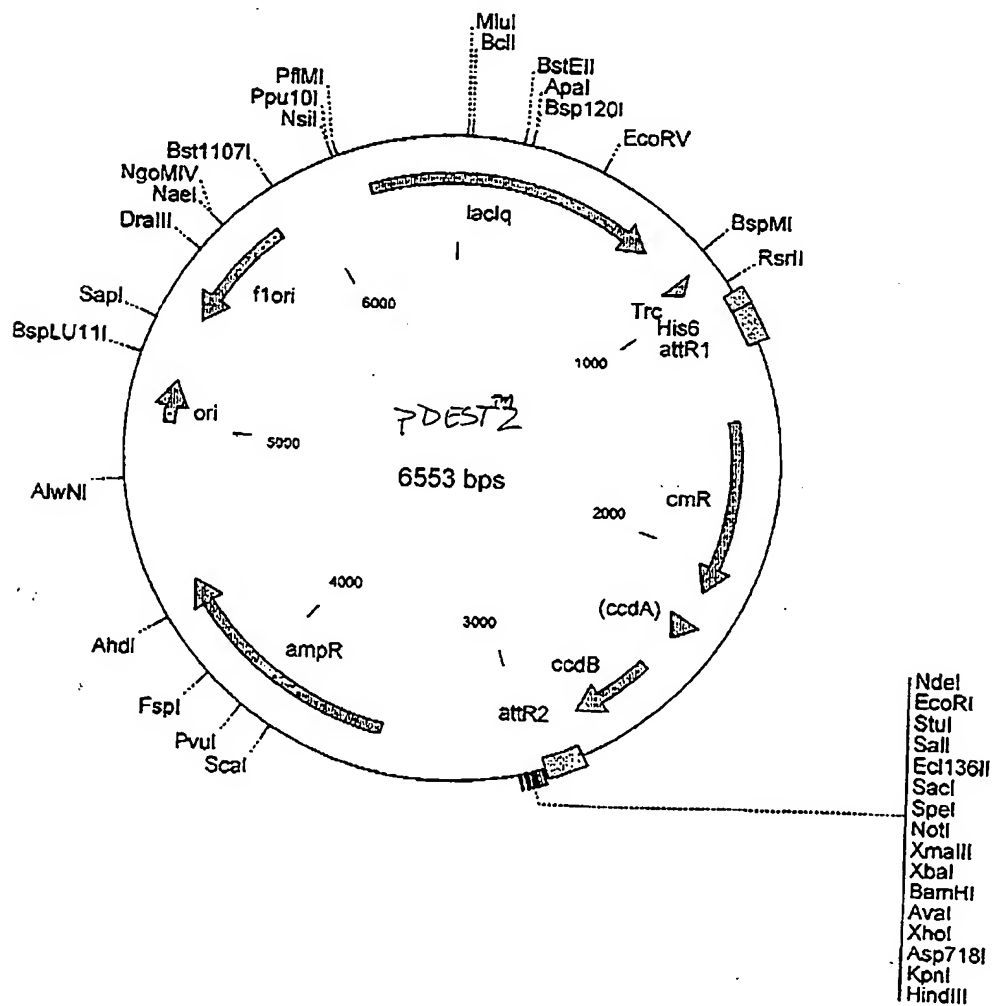 MluI
BclI
BstEII
ApaI
Bsp120I
EcoRV
BspMI
RsrII
PflMI
Ppu10I
NsiI
Bst1107I
NgoMIV
NaeI
DraIII
SapI
BspLU11I
AlwNI
AhdI
FspI
PvuI
ScaI
lacIq
f1ori
6000
Trc
His6
attR1
1000
ori
5000
pDEST™2
6553 bps
cmR
2000
(ccdA)
4000
3000
ampR
ccdB
attR2
NdeI
EcoRI
StuI
SalI
Ecl136II
SacI
SpeI
NotI
XmaIII
XbaI
BamHI
AvaI
XhoI
Asp718I
KpnI
HindIII